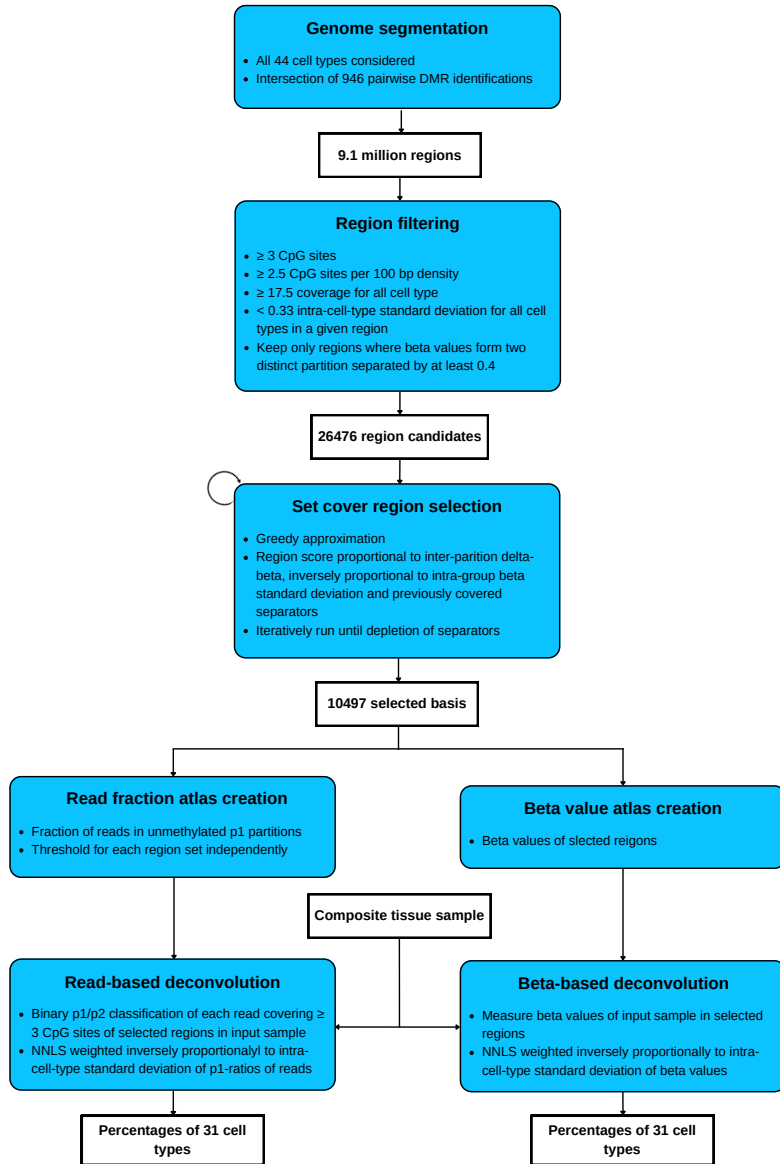 Genome segmentation
• All 44 cell types considered
• Intersection of 946 pairwise DMR identifications
9.1 million regions
Region filtering
• ≥ 3 CpG sites
• ≥ 2.5 CpG sites per 100 bp density
• ≥ 17.5 coverage for all cell type
• < 0.33 intra-cell-type standard deviation for all cell
types in a given region
• Keep only regions where beta values form two
distinct partition separated by at least 0.4
26476 region candidates
Set cover region selection
• Greedy approximation
• Region score proportional to inter-parition delta-
beta, inversely proportional to intra-group beta
standard deviation and previously covered
separators
• Iteratively run until depletion of separators
10497 selected basis
Read fraction atlas creation
• Fraction of reads in unmethylated p1 partitions
• Threshold for each region set independently
Beta value atlas creation
• Beta values of slected reigons
Composite tissue sample
Read-based deconvolution
• Binary p1/p2 classification of each read covering ≥
3 CpG sites of selected regions in input sample
• NNLS weighted inversely proportionalyl to intra-
cell-type standard deviation of p1-ratios of reads
Beta-based deconvolution
• Measure beta values of input sample in selected
regions
• NNLS weighted inversely proportionally to intra-
cell-type standard deviation of beta values
Percentages of 31 cell
types
Percentages of 31 cell
types